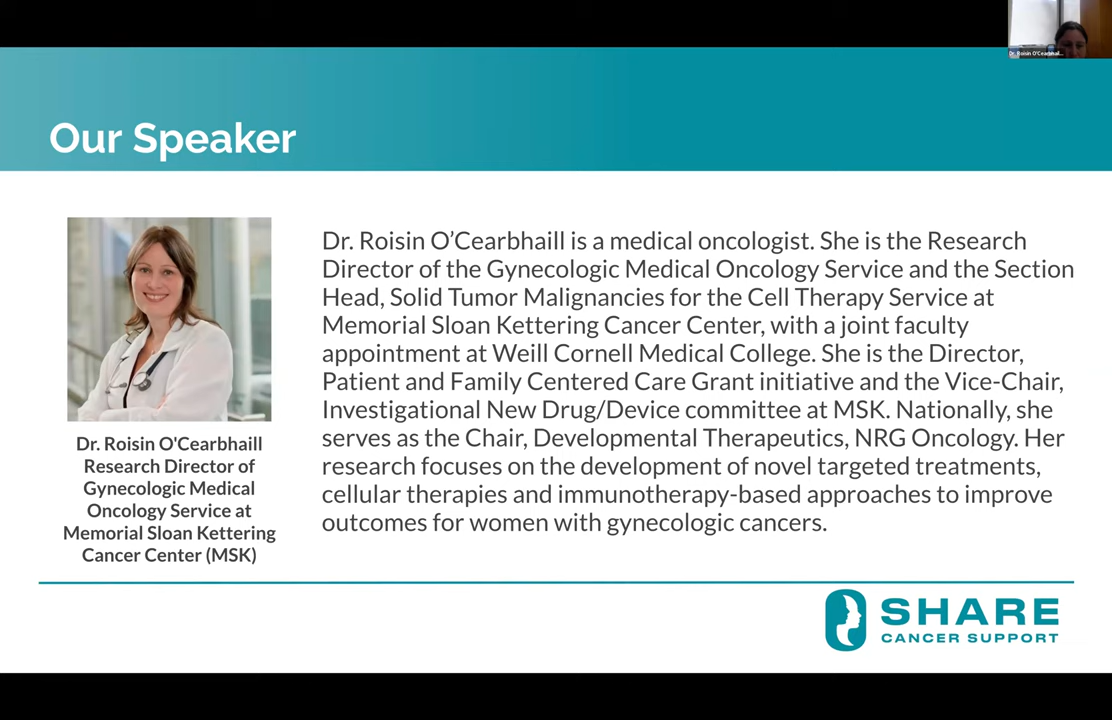 Dr. Roisin O'Cearbhail...
Our Speaker
Dr. Roisin O’Cearbhaill is a medical oncologist. She is the Research
Director of the Gynecologic Medical Oncology Service and the Section
Head, Solid Tumor Malignancies for the Cell Therapy Service at
Memorial Sloan Kettering Cancer Center, with a joint faculty
appointment at Weill Cornell Medical College. She is the Director,
Patient and Family Centered Care Grant initiative and the Vice-Chair,
Investigational New Drug/Device committee at MSK. Nationally, she
serves as the Chair, Developmental Therapeutics, NRG Oncology. Her
research focuses on the development of novel targeted treatments,
cellular therapies and immunotherapy-based approaches to improve
outcomes for women with gynecologic cancers.
Dr. Roisin O'Cearbhaill
Research Director of
Gynecologic Medical
Oncology Service at
Memorial Sloan Kettering
Cancer Center (MSK)
SHARE
CANCER SUPPORT